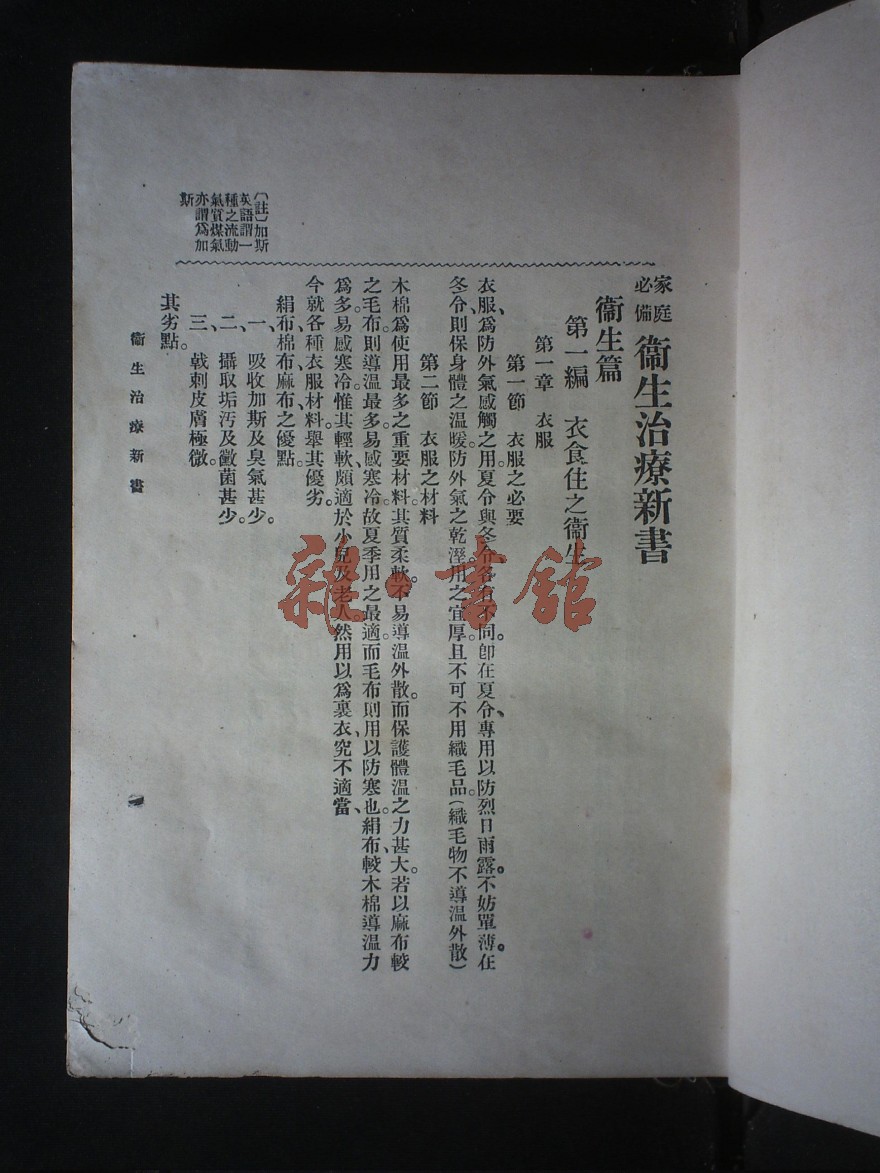 家庭必備 衞生治療新書
衞生篇
第一編 衣食住之衞生
第一章 衣服
第一節 衣服之必要
衣服、爲防外氣感觸之用。夏令與冬令各有不同。卽在夏令、專用以防烈日雨露。不妨單薄。在
冬令、則保身體之温暖。防外氣之乾溼。用之宜厚。且不可不用織毛品。(織毛物不導温外散)
第二節 衣服之材料
木棉爲使用最多之重要材料。其質柔軟。不易導温外散。而保護體温之力甚大。若以麻布較
之毛布、則導温最多。易感寒冷。故夏季用之最適。而毛布則用以防寒也。絹布、較木棉導温力
爲多。易感寒冷。惟其輕軟、頗適於小兒及老人。然用以爲裏衣、究不適當、
今就各種衣服材料、舉其優劣。
絹布、棉布、麻布之優點。
一、吸收加斯及臭氣甚少。
二、攝取垢汚及黴菌甚少。
三、戟刺皮膚極微。
其劣點。
〔註〕加斯
英語謂一
種之流動
氣質煤氣
亦謂爲加
斯
衞生治療新書
雜·書館